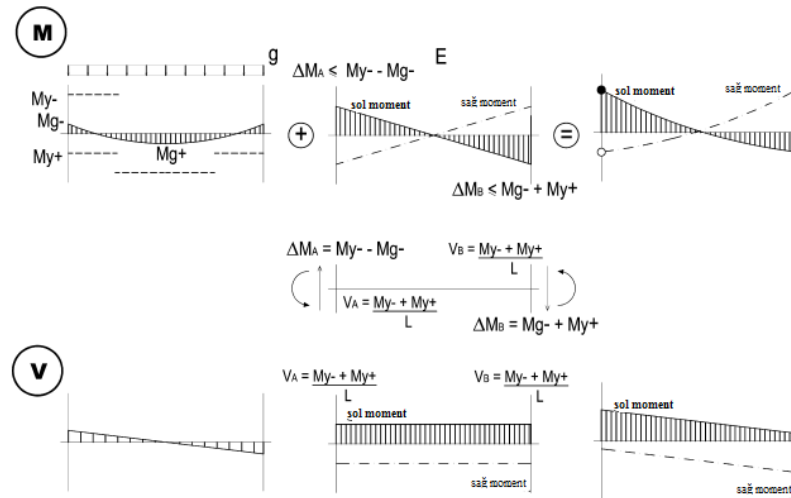 M
g
E
ΔMA ⩽ My- - Mg-
My-
Mg-
My+
Mg+
sol moment
sağ moment
+
=
sol moment
sağ moment
ΔMB ⩽ Mg- + My+
ΔMA = My- - Mg-
VB = My- + My+
L
VA = My- + My+
L
ΔMB = Mg- + My+
V
VA = My- + My+
L
VB = My- + My+
L
sol moment
sağ moment
sol moment
sağ moment